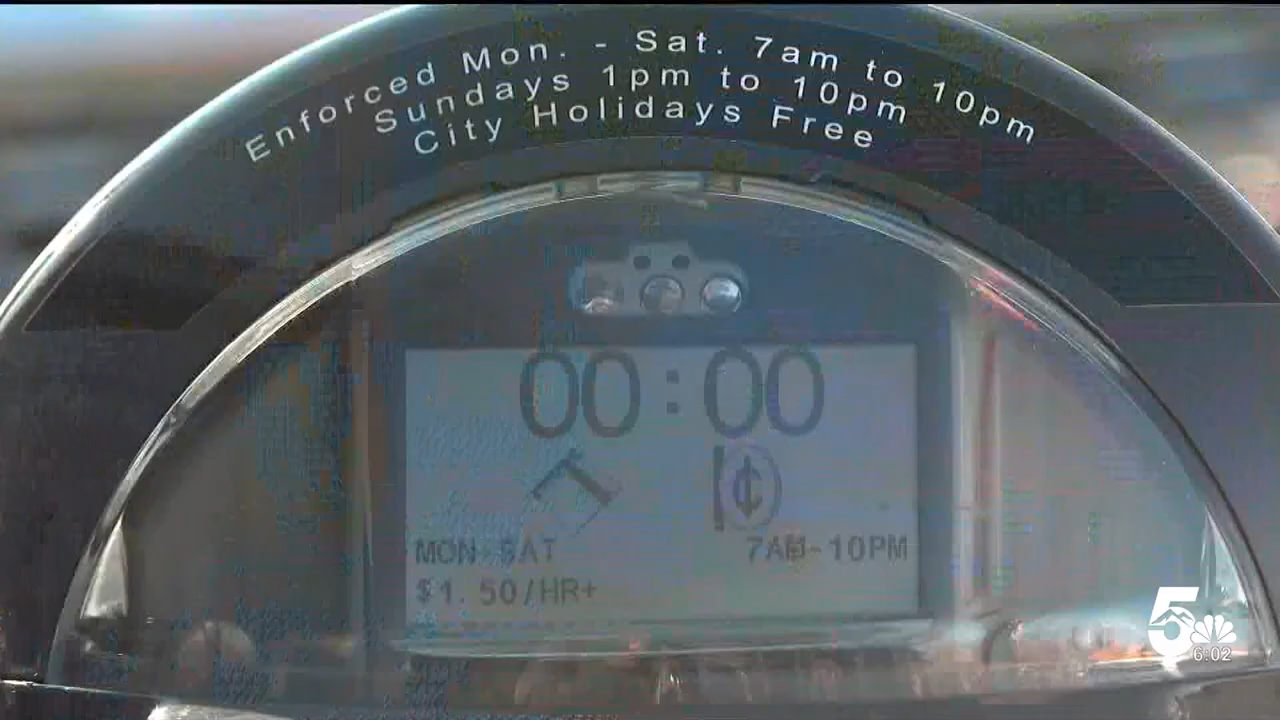 Enforced Mon. - Sat. 7am to 10pm
Sundays 1pm to 10pm
City Holidays Free
00:00
¢
MON-SAT 7AM-10PM
$1.50/HR+
5
6:02